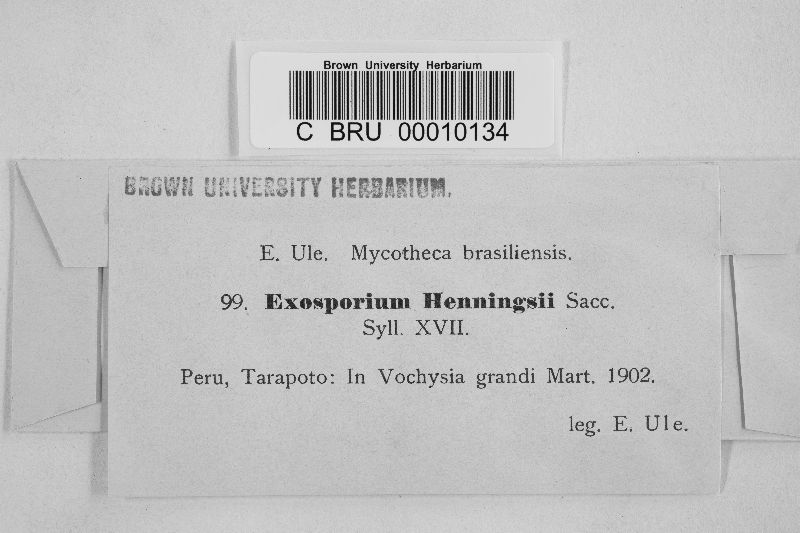 Brown University Herbarium
C BRU 00010134
BROWN UNIVERSITY HERBARIUM.
E. Ule. Mycotheca brasiliensis.
99. Exosporium Henningsii Sacc.
Syll. XVII.
Peru, Tarapoto: In Vochysia grandi Mart. 1902.
leg. E. Ule.